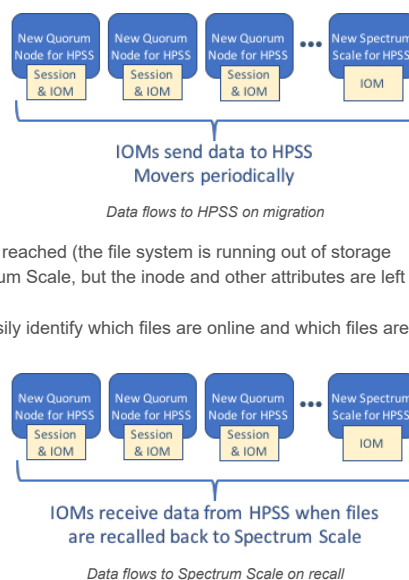 New Quorum New Quorum New Quorum New Spectrum
Node for HPSS Node for HPSS Node for HPSS ••• Scale for HPSS
Session Session Session IOM
& IOM & IOM & IOM
IOMs send data to HPSS
Movers periodically
Data flows to HPSS on migration
reached (the file system is running out of storage
um Scale, but the inode and other attributes are left
sily identify which files are online and which files are
New Quorum New Quorum New Quorum New Spectrum
Node for HPSS Node for HPSS Node for HPSS ••• Scale for HPSS
Session Session Session IOM
& IOM & IOM & IOM
IOMs receive data from HPSS when files
are recalled back to Spectrum Scale
Data flows to Spectrum Scale on recall